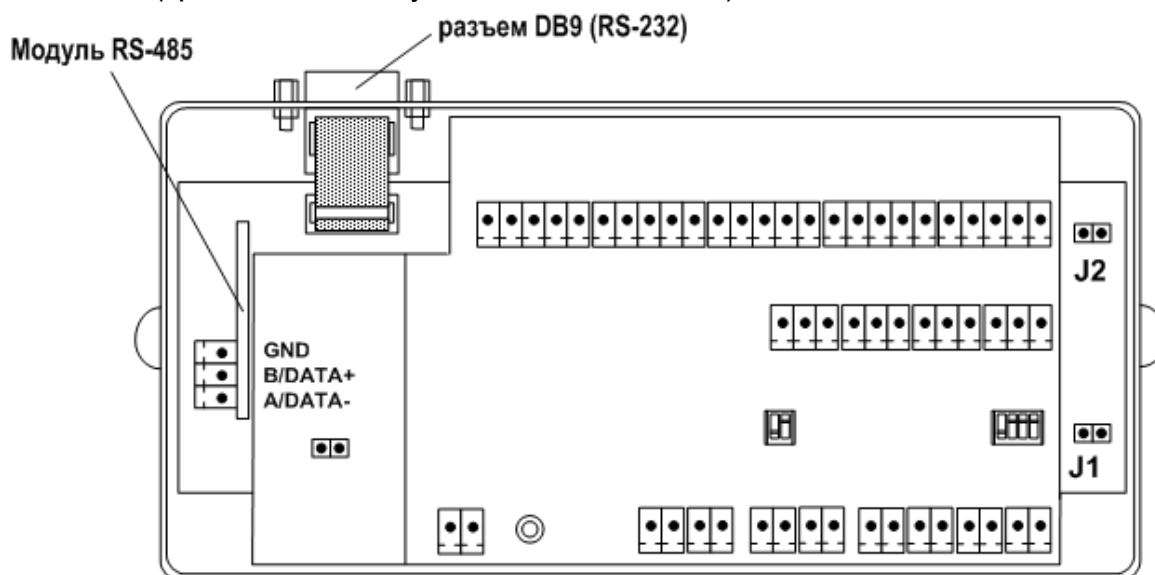 разъем DB9 (RS-232)
Модуль RS-485
J2
GND
B/DATA+
A/DATA-
J1